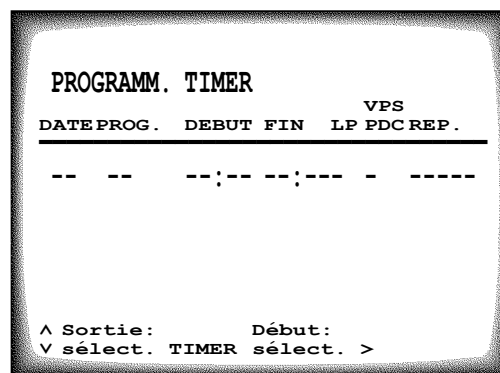 PROGRAMM. TIMER
VPS
DATE PROG. DEBUT FIN LP PDC REP.
-- -- --:-- --:-- - - -----
˄ Sortie: Début:
˅ sélect. TIMER sélect. >